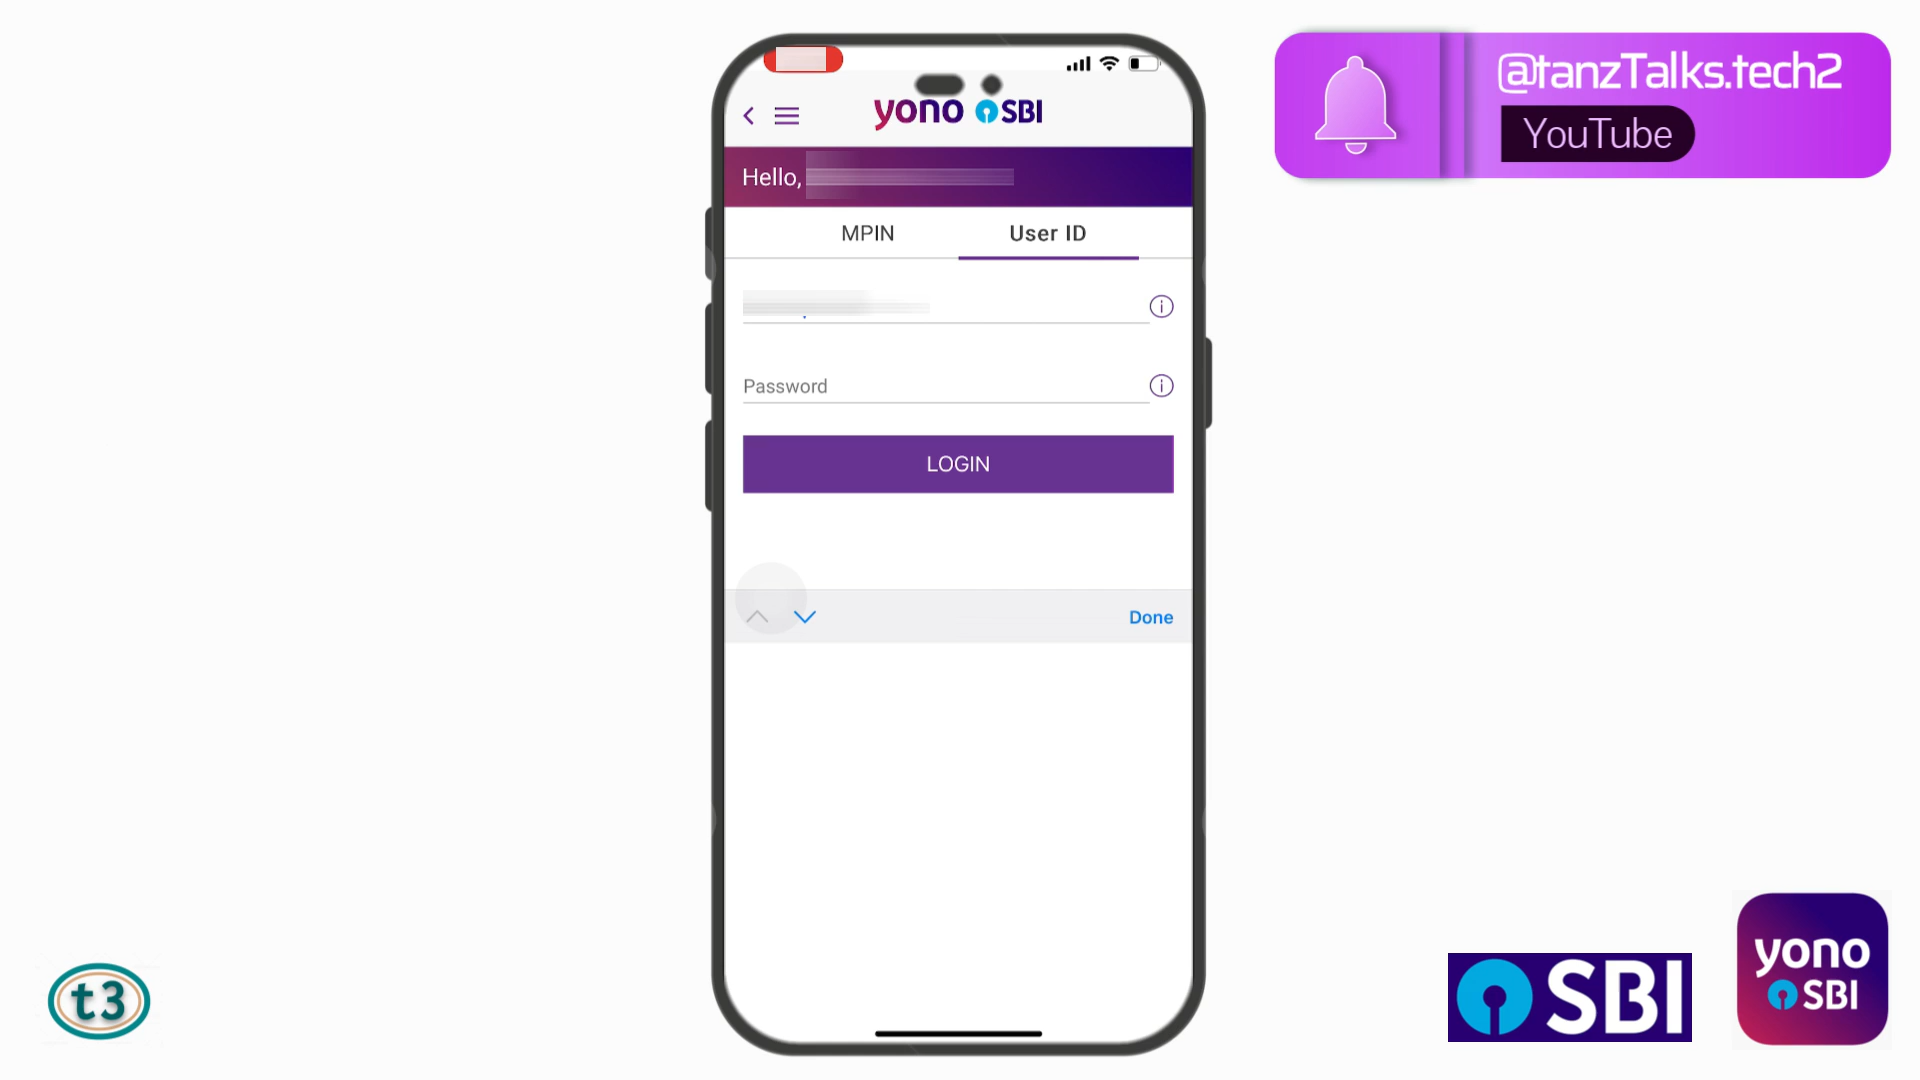 @tanzTalks.tech2
YouTube
yono SBI
Hello,
MPIN
User ID
Password
LOGIN
Done
t3
SBI
yono
SBI